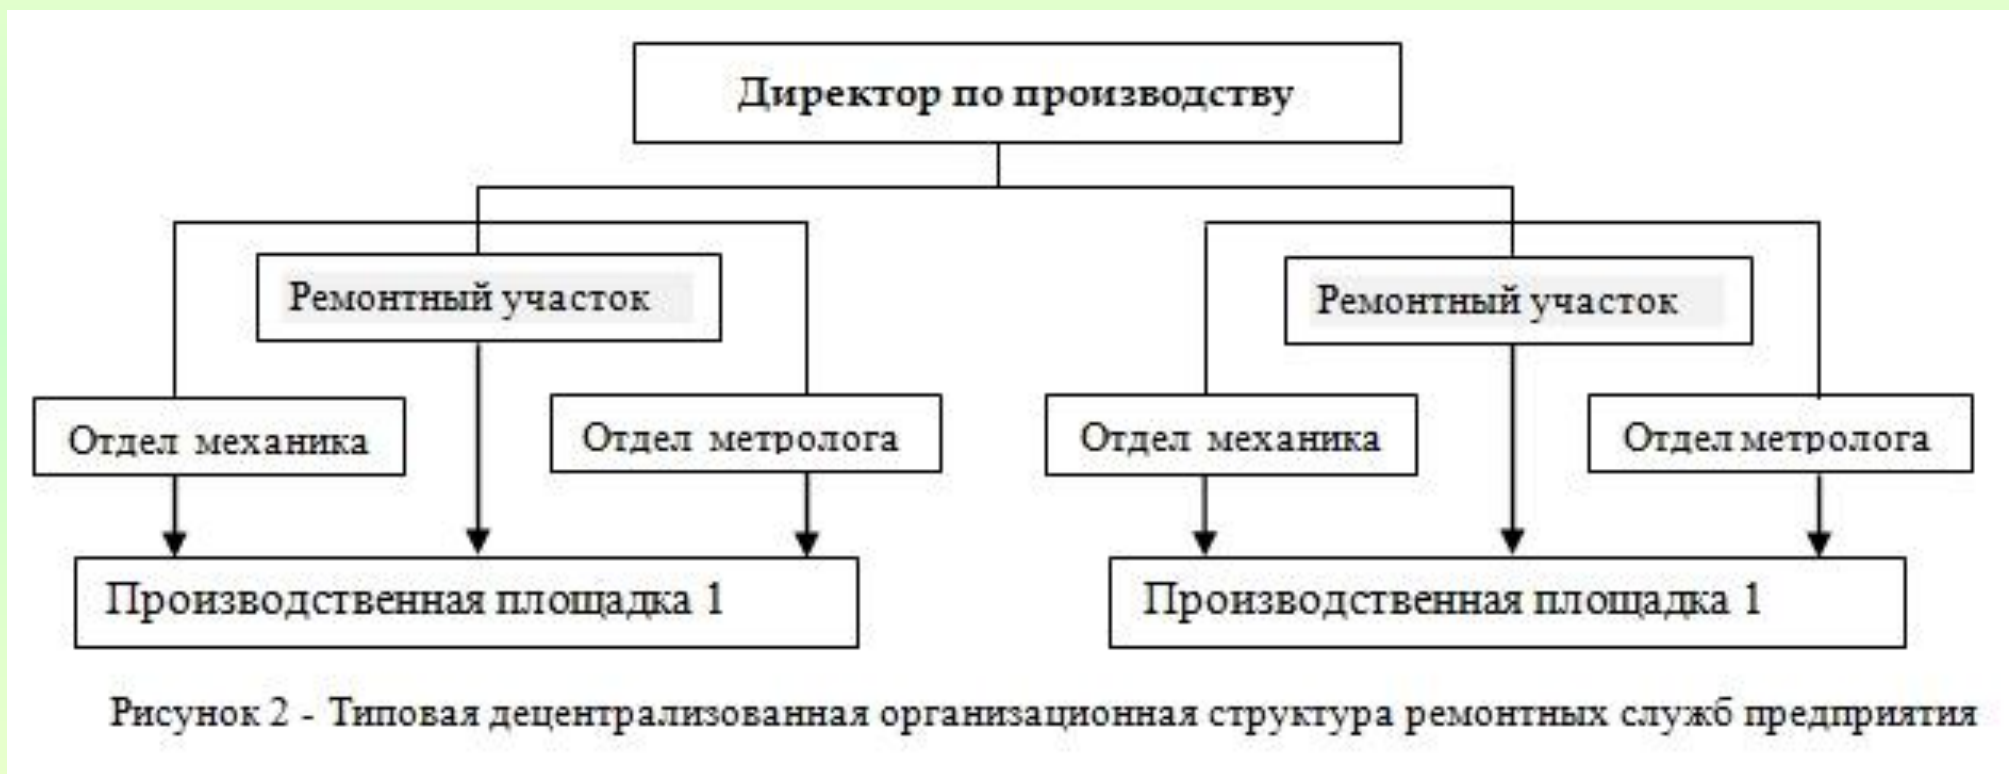 Директор по производству
Ремонтный участок
Ремонтный участок
Отдел механика
Отдел метролога
Отдел механика
Отдел метролога
Производственная площадка 1
Производственная площадка 1
Рисунок 2 - Типовая децентрализованная организационная структура ремонтных служб предприятия